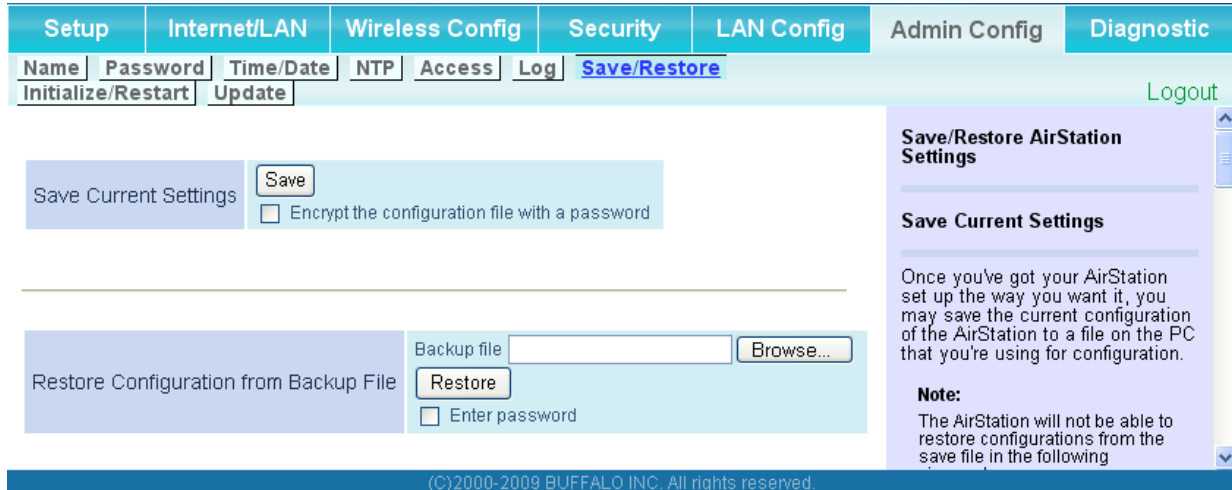 Setup Internet/LAN Wireless Config Security LAN Config Admin Config Diagnostic
Name Password Time/Date NTP Access Log Save/Restore
Initialize/Restart Update
Logout
Save Current Settings
Save
Encrypt the configuration file with a password
Restore Configuration from Backup File
Backup file Browse...
Restore
Enter password
Save/Restore AirStation
Settings
Save Current Settings
Once you've got your AirStation
set up the way you want it, you
may save the current configuration
of the AirStation to a file on the PC
that you're using for configuration.
Note:
The AirStation will not be able to
restore configurations from the
save file in the following
(C)2000-2009 BUFFALO INC. All rights reserved.